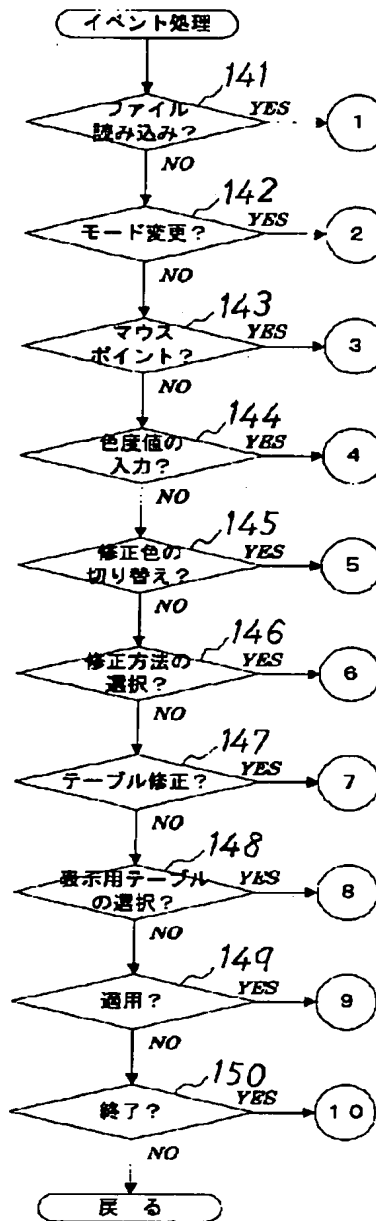 イベント処理
141
ファイル
読み込み？
YES
1
NO
142
モード変更？
YES
2
NO
143
マウス
ポイント？
YES
3
NO
144
色度値の
入力？
YES
4
NO
145
修正色の
切り替え？
YES
5
NO
146
修正方法の
選択？
YES
6
NO
147
テーブル修正？
YES
7
NO
148
表示用テーブル
の選択？
YES
8
NO
149
適用？
YES
9
NO
150
終了？
YES
10
NO
戻る